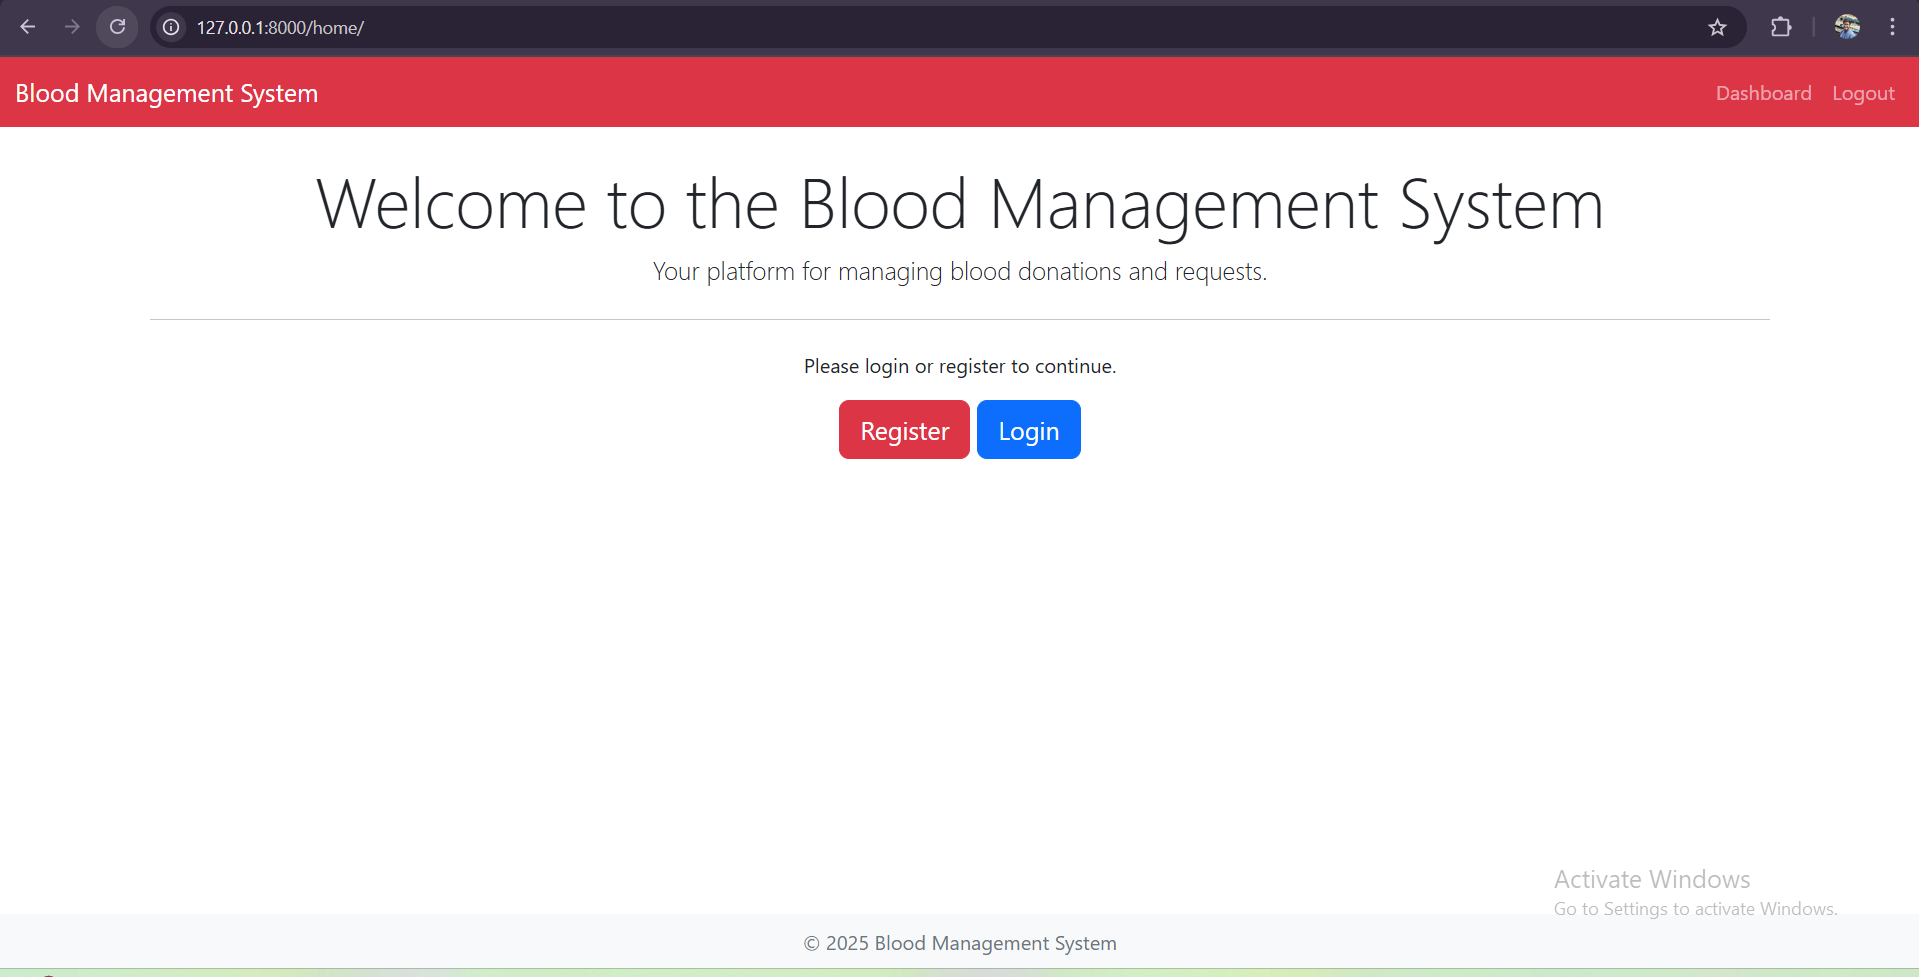 127.0.0.1:8000/home/
Blood Management System
Dashboard
Logout
Welcome to the Blood Management System
Your platform for managing blood donations and requests.
Please login or register to continue.
Register
Login
Activate Windows
Go to Settings to activate Windows.
© 2025 Blood Management System